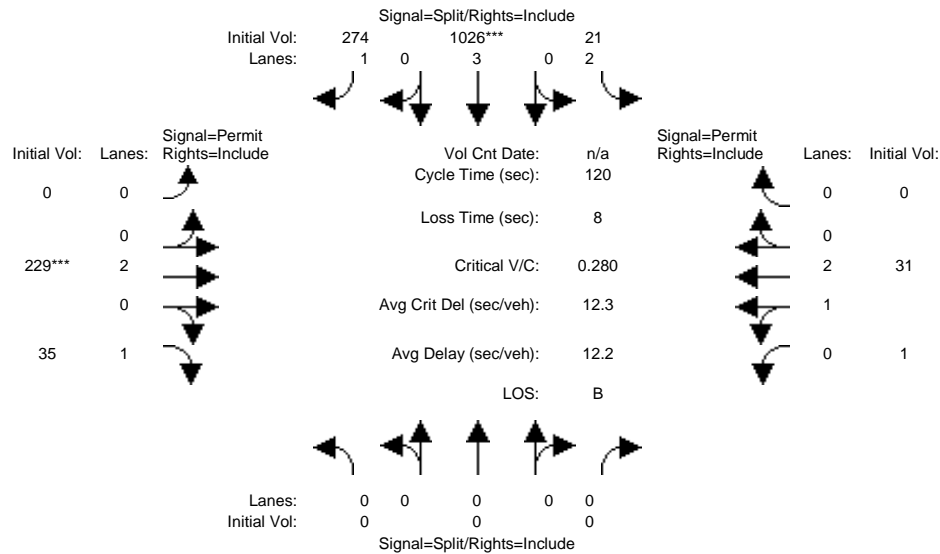 Signal=Split/Rights=Include
Initial Vol: 274 1026*** 21
Lanes: 1 0 3 0 2
Signal=Permit Signal=Permit
Initial Vol: Lanes: Rights=Include Vol Cnt Date: n/a Rights=Include Lanes: Initial Vol:
Cycle Time (sec): 120
0 0 0 0
Loss Time (sec): 8
0 0
229*** 2 Critical V/C: 0.280 2 31
0 Avg Crit Del (sec/veh): 12.3 1
35 1 Avg Delay (sec/veh): 12.2 0 1
LOS: B
Lanes: 0 0 0 0 0
Initial Vol: 0 0 0
Signal=Split/Rights=Include